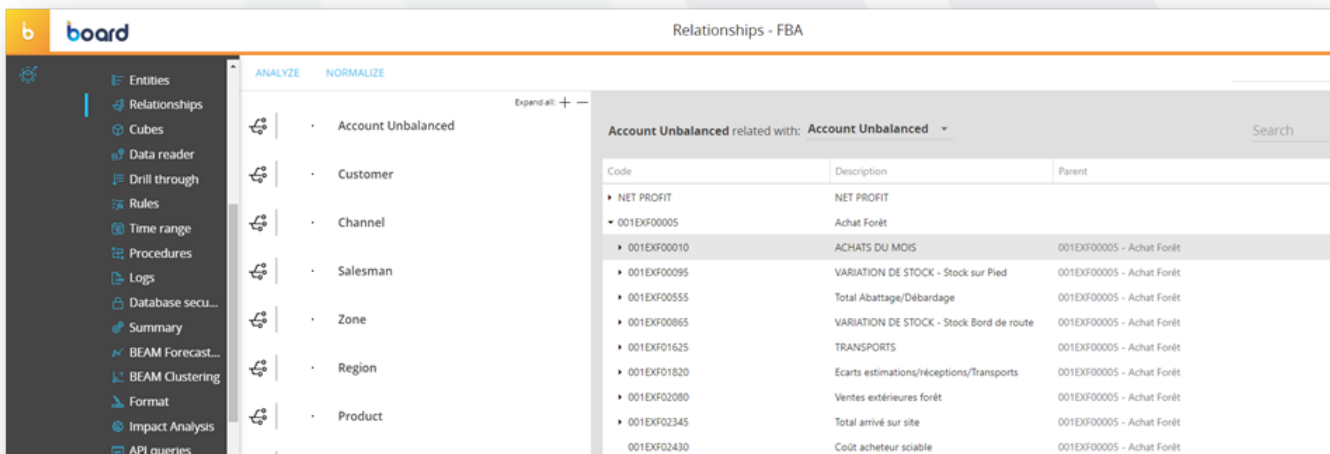 b board Relationships - FBA
Entities
Relationships
Cubes
Data reader
Drill through
Rules
Time range
Procedures
Logs
Database secu...
Summary
BEAM Forecast...
BEAM Clustering
Format
Impact Analysis
API queries
ANALYZE NORMALIZE
Expand all: + −
Account Unbalanced
Customer
Channel
Salesman
Zone
Region
Product
Account Unbalanced related with: Account Unbalanced Search
Code Description Parent
NET PROFIT NET PROFIT
001EXF00005 Achat Forêt
001EXF00010 ACHATS DU MOIS 001EXF00005 - Achat Forêt
001EXF00095 VARIATION DE STOCK - Stock sur Pied 001EXF00005 - Achat Forêt
001EXF00555 Total Abattage/Débardage 001EXF00005 - Achat Forêt
001EXF00865 VARIATION DE STOCK - Stock Bord de route 001EXF00005 - Achat Forêt
001EXF01625 TRANSPORTS 001EXF00005 - Achat Forêt
001EXF01820 Ecarts estimations/réceptions/Transports 001EXF00005 - Achat Forêt
001EXF02080 Ventes extérieures forêt 001EXF00005 - Achat Forêt
001EXF02345 Total arrivé sur site 001EXF00005 - Achat Forêt
001EXF02430 Coût acheteur sciable 001EXF00005 - Achat Forêt